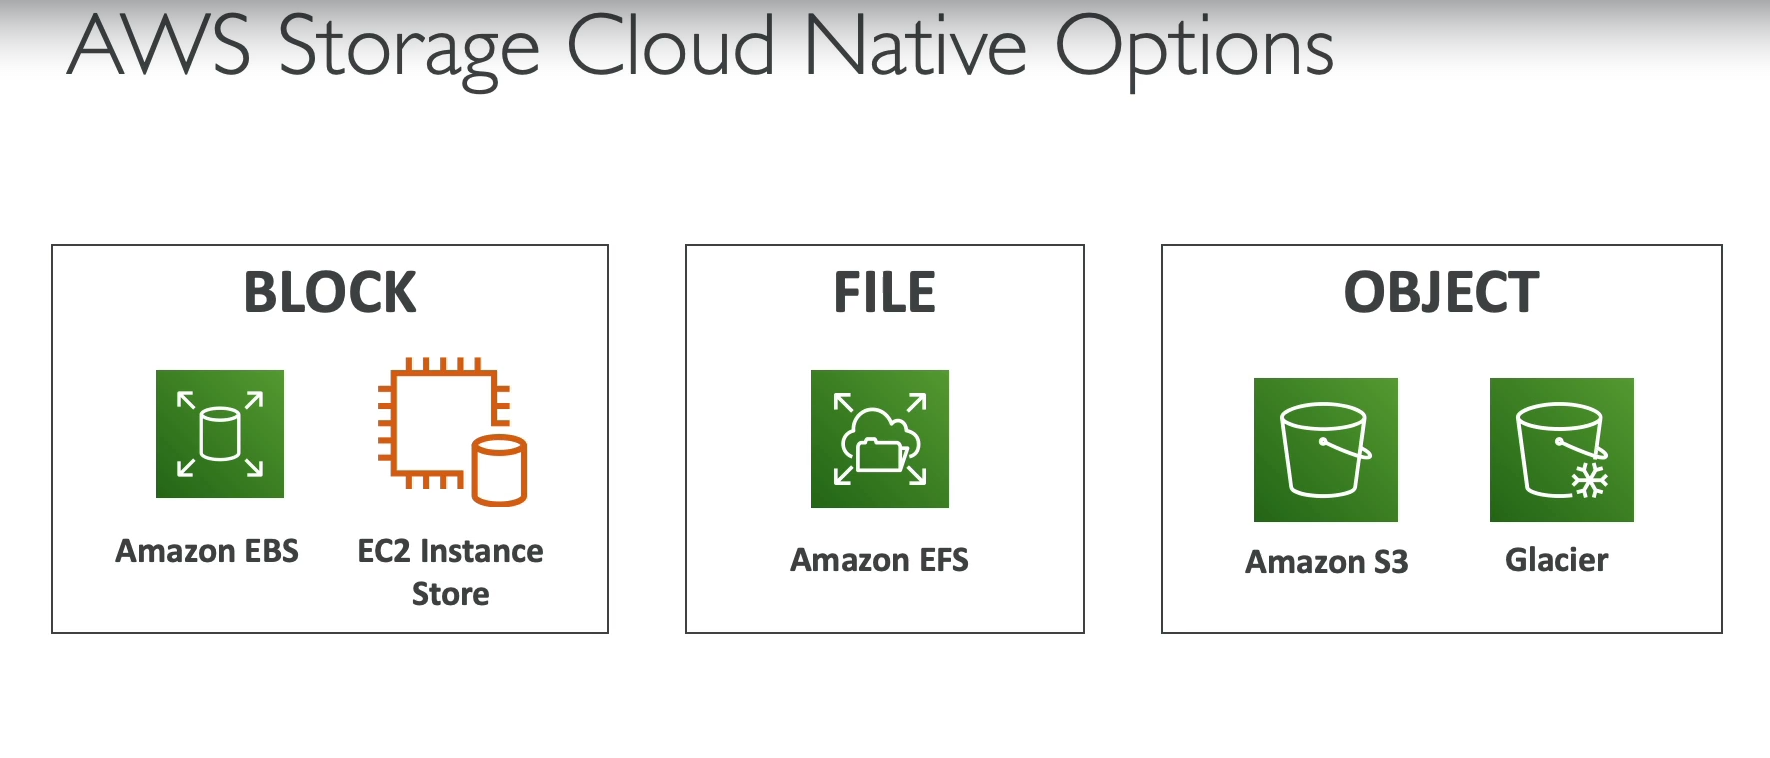 AWS Storage Cloud Native Options
BLOCK
Amazon EBS
EC2 Instance
Store
FILE
Amazon EFS
OBJECT
Amazon S3
Glacier